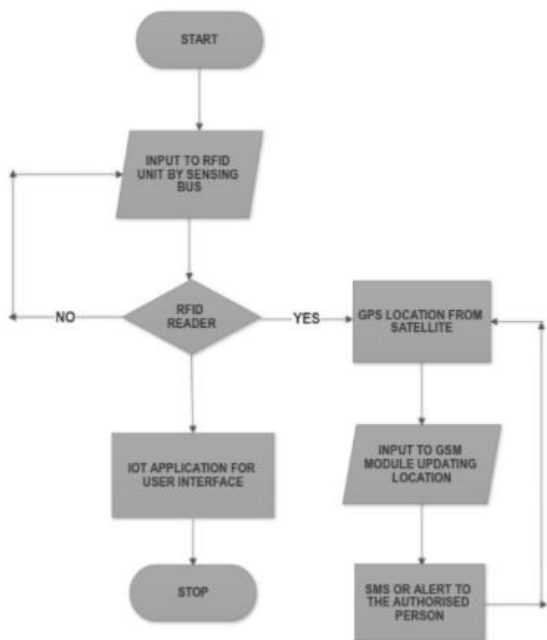 START
INPUT TO RFID
UNIT BY SENSING
BUS
RFID
READER
NO
YES
GPS LOCATION FROM
SATELLITE
INPUT TO GSM
MODULE UPDATING
LOCATION
IOT APPLICATION FOR
USER INTERFACE
STOP
SMS OR ALERT TO
THE AUTHORISED
PERSON